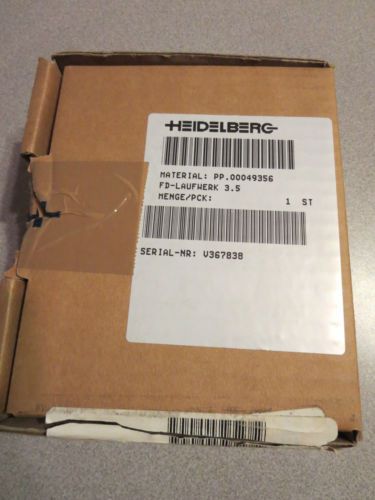 HEIDELBERG
MATERIAL: PP.00049356
FD-LAUFWERK 3.5
MENGE/PCK: 1 ST
SERIAL-NR: V367838